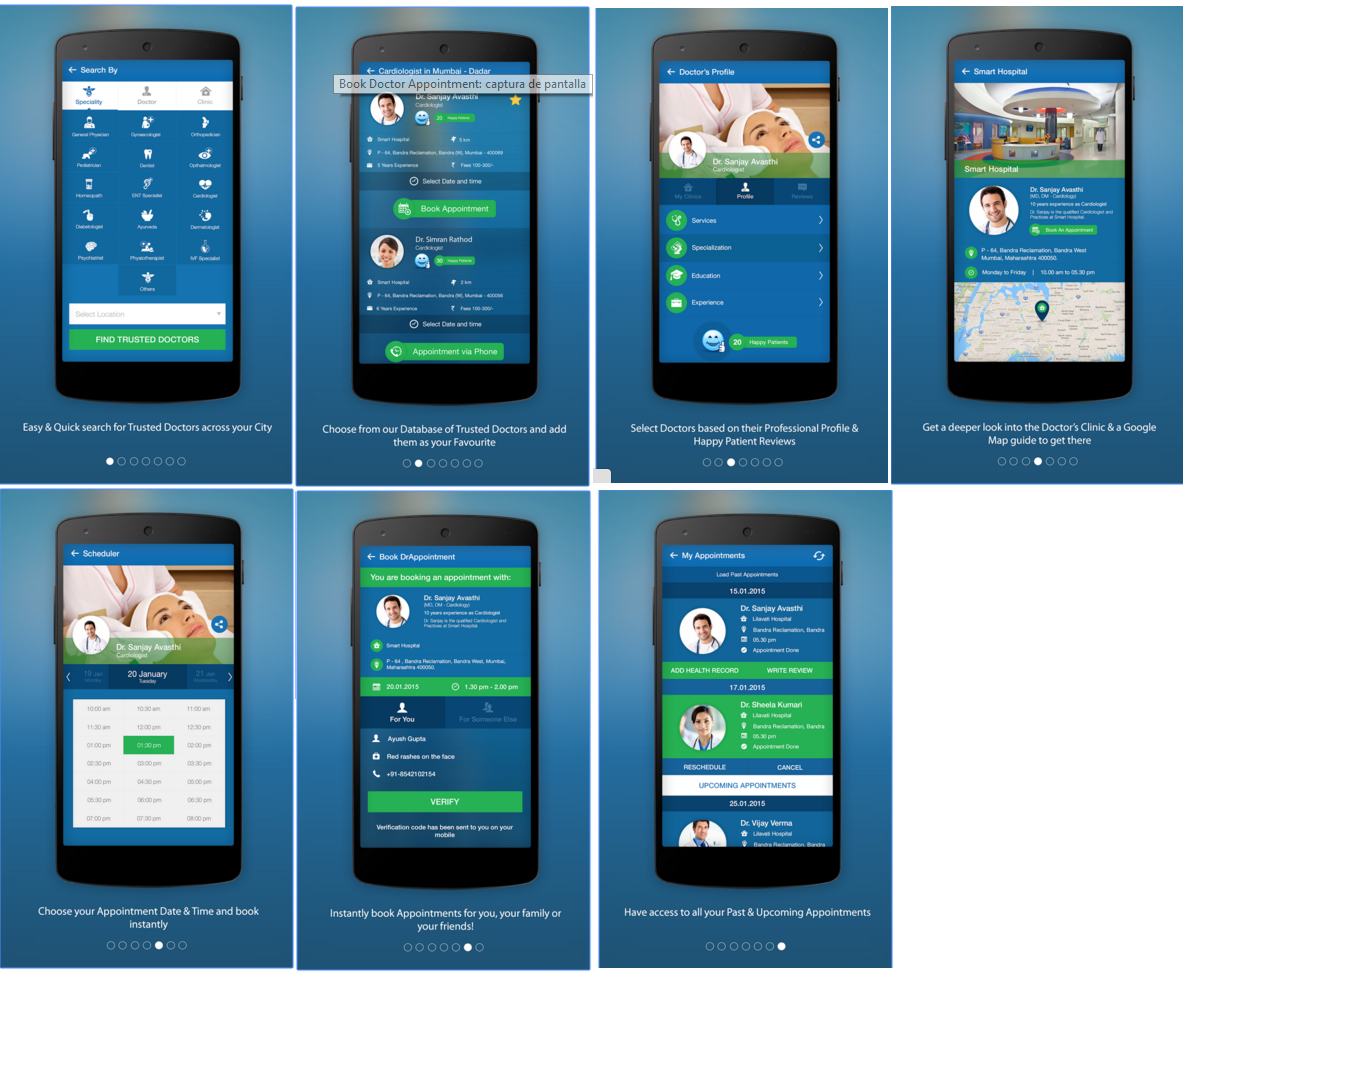 Search By
Speciality
Doctor
Clinic
General Physician
Gynaecologist
Orthopedician
Pediatrician
Dentist
Opthalmologist
Homeopath
ENT Specialist
Cardiologist
Diabetologist
Ayurveda
Dermatologist
Psychiatrist
Physiotherapist
IVF Specialist
Others
Select Location
FIND TRUSTED DOCTORS
Easy & Quick search for Trusted Doctors across your City
Cardiologist in Mumbai - Dadar
Book Doctor Appointment: captura de pantalla
Dr. Sanjay Avasthi
Cardiologist
20 Happy Patients
Smart Hospital
5 km
P - 64, Bandra Reclamation, Bandra (W), Mumbai - 400069
5 Years Experience
Fees 100-300/-
Select Date and time
Book Appointment
Dr. Simran Rathod
Cardiologist
30 Happy Patients
Smart Hospital
2 km
P - 64, Bandra Reclamation, Bandra (W), Mumbai - 400056
6 Years Experience
₹ Fees 100-300/-
Select Date and time
Appointment via Phone
Choose from our Database of Trusted Doctors and add
them as your Favourite
Doctor's Profile
Dr. Sanjay Avasthi
Cardiologist
My Clinics
Profile
Reviews
Services
Specialization
Education
Experience
20 Happy Patients
Select Doctors based on their Professional Profile &
Happy Patient Reviews
Smart Hospital
Smart Hospital
Dr. Sanjay Avasthi
(MD, DM - Cardiology)
10 years experience as Cardiologist
Dr. Sanjay is the qualified Cardiologist and
Practices at Smart Hospital.
Book An Appointment
P - 64, Bandra Reclamation, Bandra West
Mumbai, Maharashtra 400050.
Monday to Friday | 10.00 am to 05.30 pm
Get a deeper look into the Doctor's Clinic & a Google
Map guide to get there
Scheduler
Dr. Sanjay Avasthi
Cardiologist
19 Jan
Monday
20 January
Tuesday
21 Jan
Wednesday
10:00 am
10:30 am
11:00 am
11:30 am
12:00 pm
12:30 pm
01:00 pm
01:30 pm
02:00 pm
02:30 pm
03:00 pm
03:30 pm
04:00 pm
04:30 pm
05:00 pm
05:30 pm
06:00 pm
06:30 pm
07:00 pm
07:30 pm
08:00 pm
Choose your Appointment Date & Time and book
instantly
Book DrAppointment
You are booking an appointment with:
Dr. Sanjay Avasthi
(MD, DM - Cardiology)
10 years experience as Cardiologist
Dr. Sanjay is the qualified Cardiologist and
Practices at Smart Hospital.
Smart Hospital
P - 64 , Bandra Reclamation, Bandra West, Mumbai,
Maharashtra 400050.
20.01.2015
1.30 pm - 2.00 pm
For You
For Someone Else
Ayush Gupta
Red rashes on the face
+91-8542102154
VERIFY
Verification code has been sent to you on your
mobile
Instantly book Appointments for you, your family or
your friends!
My Appointments
Load Past Appointments
15.01.2015
Dr. Sanjay Avasthi
Lilavati Hospital
Bandra Reclamation, Bandra
05.30 pm
Appointment Done
ADD HEALTH RECORD
WRITE REVIEW
17.01.2015
Dr. Sheela Kumari
Lilavati Hospital
Bandra Reclamation, Bandra
05.30 pm
Appointment Done
RESCHEDULE
CANCEL
UPCOMING APPOINTMENTS
25.01.2015
Dr. Vijay Verma
Lilavati Hospital
Bandra Reclamation, Bandra
Have access to all your Past & Upcoming Appointments